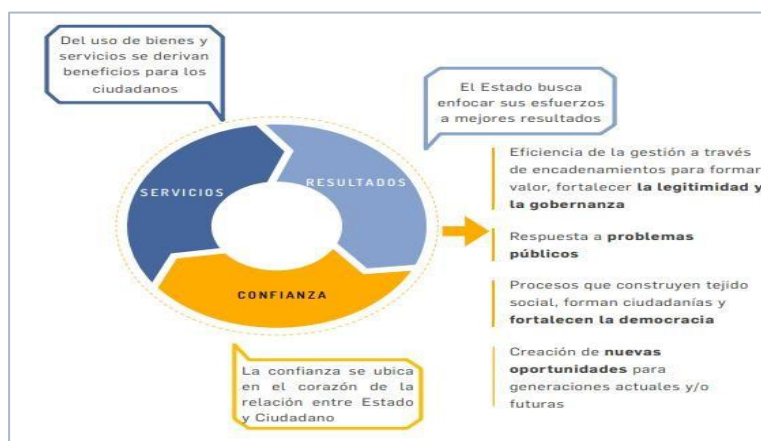 Del uso de bienes y
servicios se derivan
beneficios para los
ciudadanos
El Estado busca
enfocar sus esfuerzos
a mejores resultados
SERVICIOS
RESULTADOS
CONFIANZA
Eficiencia de la gestión a través
de encadenamientos para formar
valor, fortalecer la legitimidad y
la gobernanza
Respuesta a problemas
públicos
Procesos que construyen tejido
social, forman ciudadanías y
fortalecen la democracia
Creación de nuevas
oportunidades para
generaciones actuales y/o
futuras
La confianza se ubica
en el corazón de la
relación entre Estado
y Ciudadano